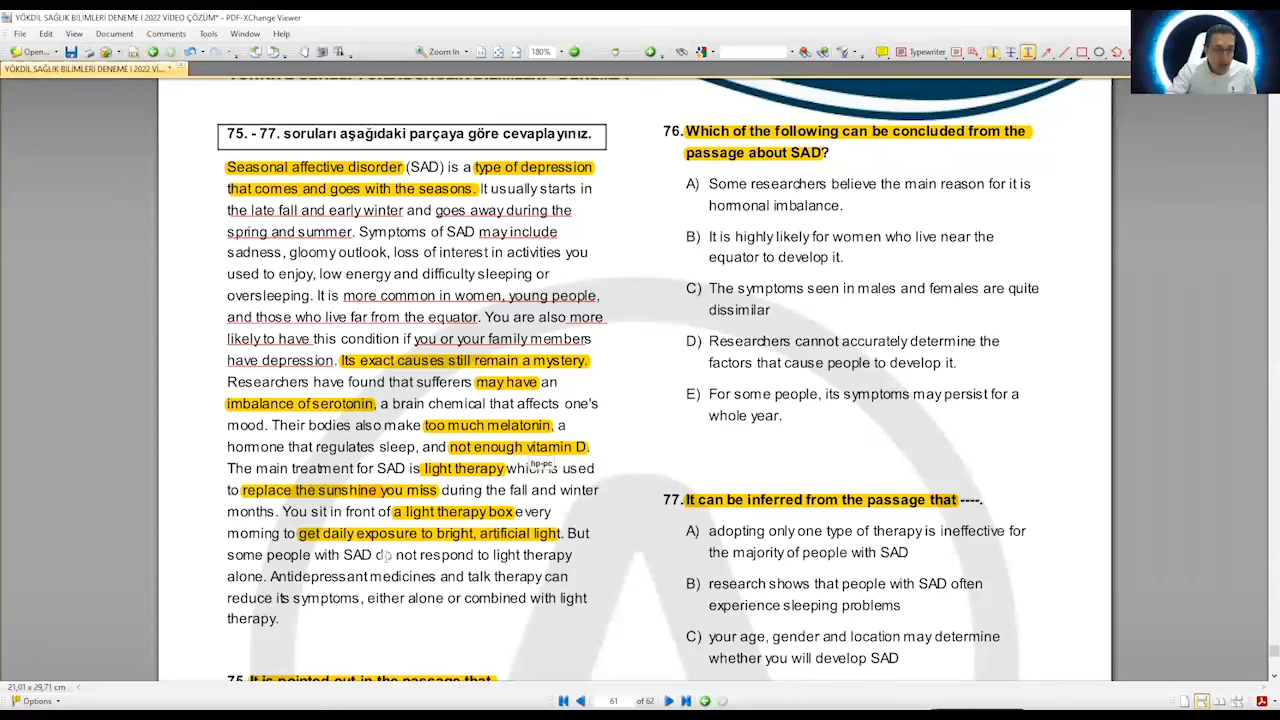 YÖKDİL SAĞLIK BİLİMLERİ DENEME I 2022 VİDEO ÇÖZÜM* - PDF-XChange Viewer
File Edit View Document Comments Tools Window Help
Open... Zoom In 180% Typewriter
YÖKDİL SAĞLIK BİLİMLERİ DENEME I 2022 Vİ... *
75. - 77. soruları aşağıdaki parçaya göre cevaplayınız.
Seasonal affective disorder (SAD) is a type of depression
that comes and goes with the seasons. It usually starts in
the late fall and early winter and goes away during the
spring and summer. Symptoms of SAD may include
sadness, gloomy outlook, loss of interest in activities you
used to enjoy, low energy and difficulty sleeping or
oversleeping. It is more common in women, young people,
and those who live far from the equator. You are also more
likely to have this condition if you or your family members
have depression. Its exact causes still remain a mystery.
Researchers have found that sufferers may have an
imbalance of serotonin, a brain chemical that affects one's
mood. Their bodies also make too much melatonin, a
hormone that regulates sleep, and not enough vitamin D.
The main treatment for SAD is light therapy which is used
hp-pc
to replace the sunshine you miss during the fall and winter
months. You sit in front of a light therapy box every
morning to get daily exposure to bright, artificial light. But
some people with SAD do not respond to light therapy
alone. Antidepressant medicines and talk therapy can
reduce its symptoms, either alone or combined with light
therapy.
75. It is pointed out in the passage that
76. Which of the following can be concluded from the
passage about SAD?
A) Some researchers believe the main reason for it is
hormonal imbalance.
B) It is highly likely for women who live near the
equator to develop it.
C) The symptoms seen in males and females are quite
dissimilar
D) Researchers cannot accurately determine the
factors that cause people to develop it.
E) For some people, its symptoms may persist for a
whole year.
77. It can be inferred from the passage that ----.
A) adopting only one type of therapy is ineffective for
the majority of people with SAD
B) research shows that people with SAD often
experience sleeping problems
C) your age, gender and location may determine
whether you will develop SAD
21,01 x 29,71 cm
Options 61 of 62